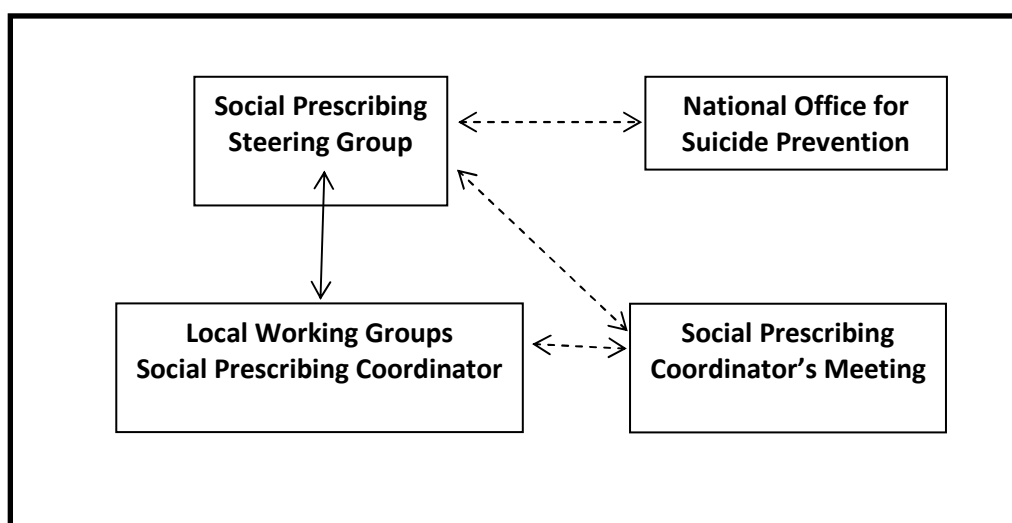 Social Prescribing
Steering Group
National Office for
Suicide Prevention
Local Working Groups
Social Prescribing Coordinator
Social Prescribing
Coordinator’s Meeting